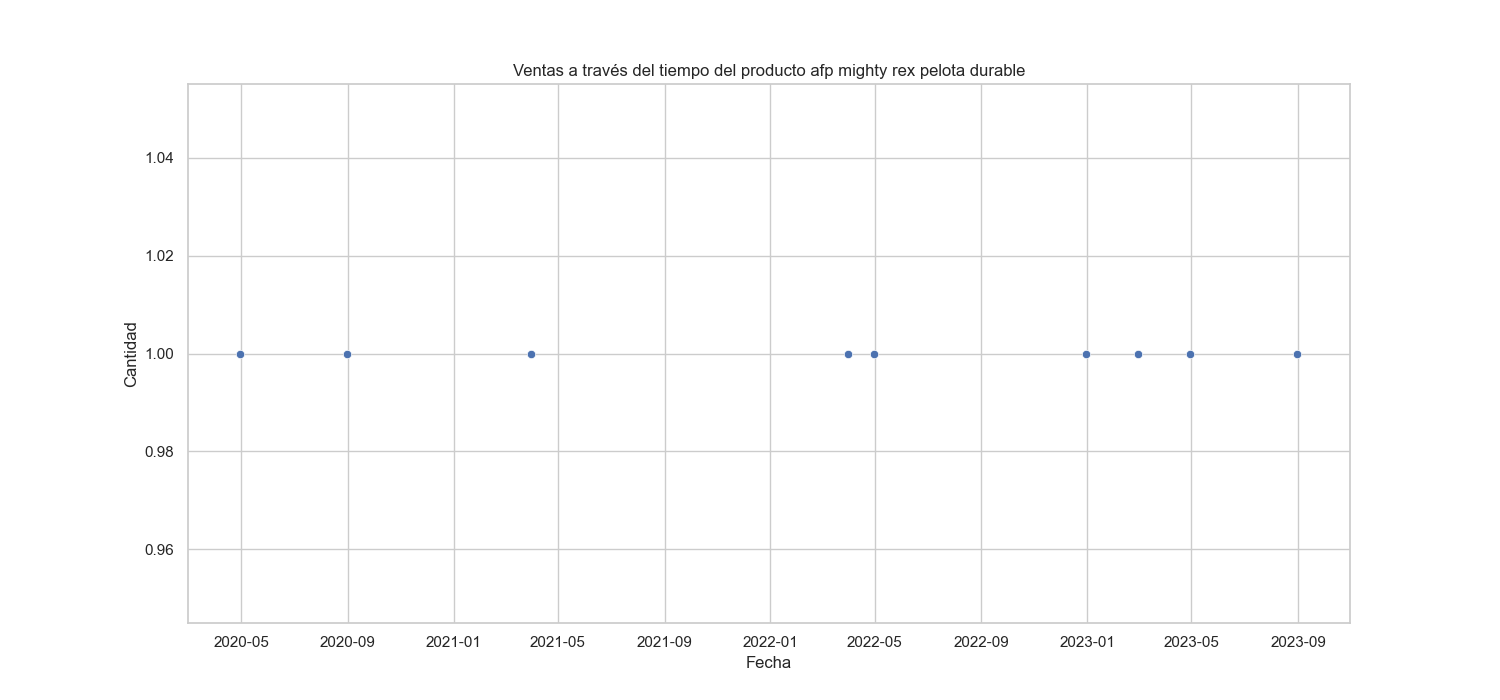 Ventas a través del tiempo del producto afp mighty rex pelota durable
1.04
1.02
1.00
0.98
0.96
Cantidad
2020-05 2020-09 2021-01 2021-05 2021-09 2022-01 2022-05 2022-09 2023-01 2023-05 2023-09
Fecha